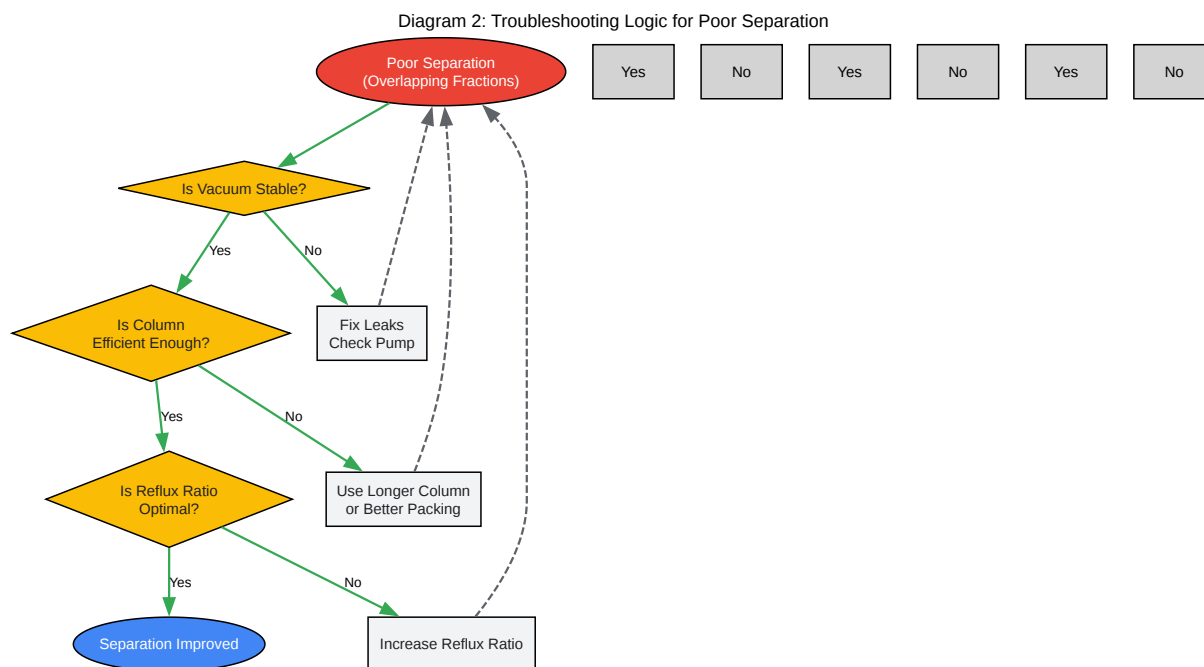 Diagram 2: Troubleshooting Logic for Poor Separation
Poor Separation
(Overlapping Fractions)
Yes
No
Yes
No
Yes
No
Is Vacuum Stable?
Yes
No
Is Column
Efficient Enough?
Fix Leaks
Check Pump
Yes
No
Is Reflux Ratio
Optimal?
Use Longer Column
or Better Packing
Yes
No
Separation Improved
Increase Reflux Ratio